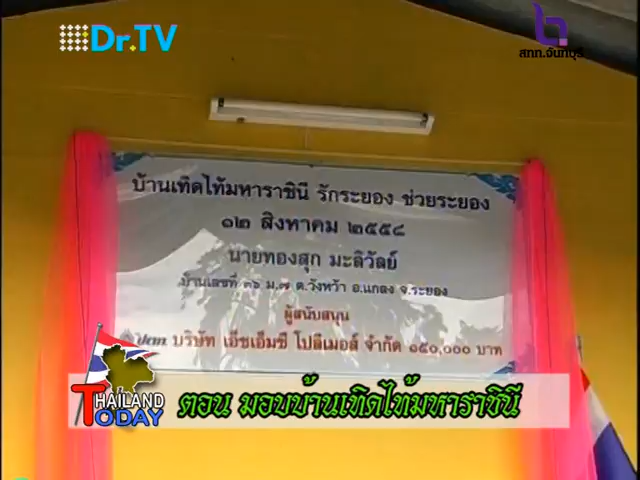 Dr.TV
สทท.จันทบุรี
บ้านเทิดไท้มหาราชินี รักระยอง ช่วยระยอง
๑๒ สิงหาคม ๒๕๕๔
นายทองสุก มะลิวัลย์
บ้านเลขที่ ๓๖ ม.๗ ต.วังหว้า อ.แกลง จ.ระยอง
ผู้สนับสนุน
ปตท. บริษัท เอ็ชเอ็มซี โปลีเมอส์ จำกัด ๑๕๐,๐๐๐ บาท
THAILAND TODAY
ตอน มอบบ้านเทิดไท้มหาราชินี